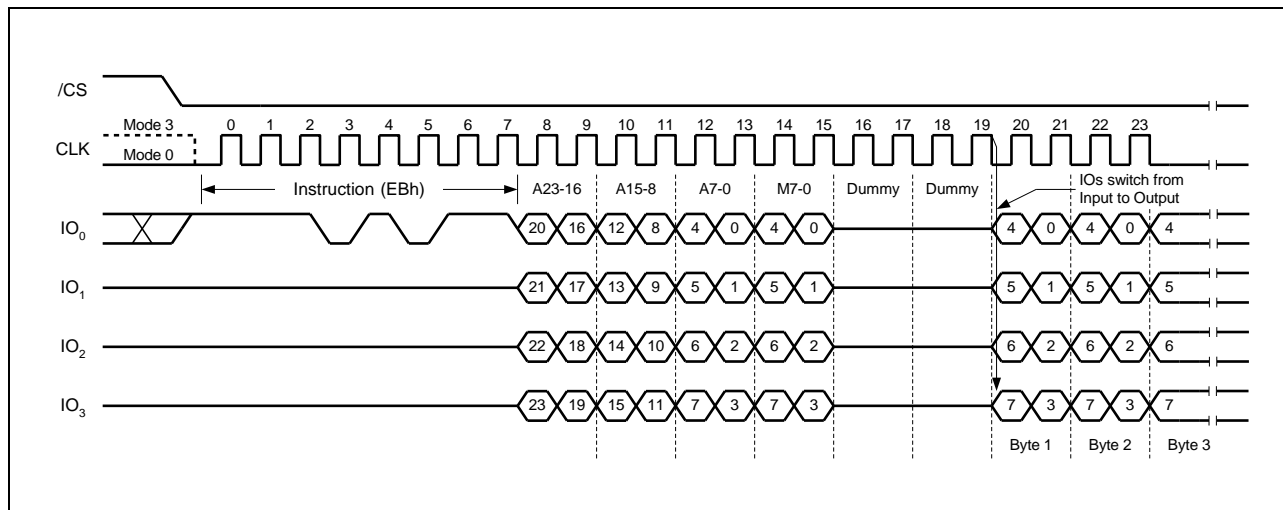 /CS
Mode 3 0 1 2 3 4 5 6 7 8 9 10 11 12 13 14 15 16 17 18 19 20 21 22 23
CLK
Mode 0
Instruction (EBh) A23-16 A15-8 A7-0 M7-0 Dummy Dummy IOs switch from
Input to Output
IO0 20 16 12 8 4 0 4 0 4 0 4 0 4
IO1 21 17 13 9 5 1 5 1 5 1 5 1 5
IO2 22 18 14 10 6 2 6 2 6 2 6 2 6
IO3 23 19 15 11 7 3 7 3 7 3 7 3 7
Byte 1 Byte 2 Byte 3